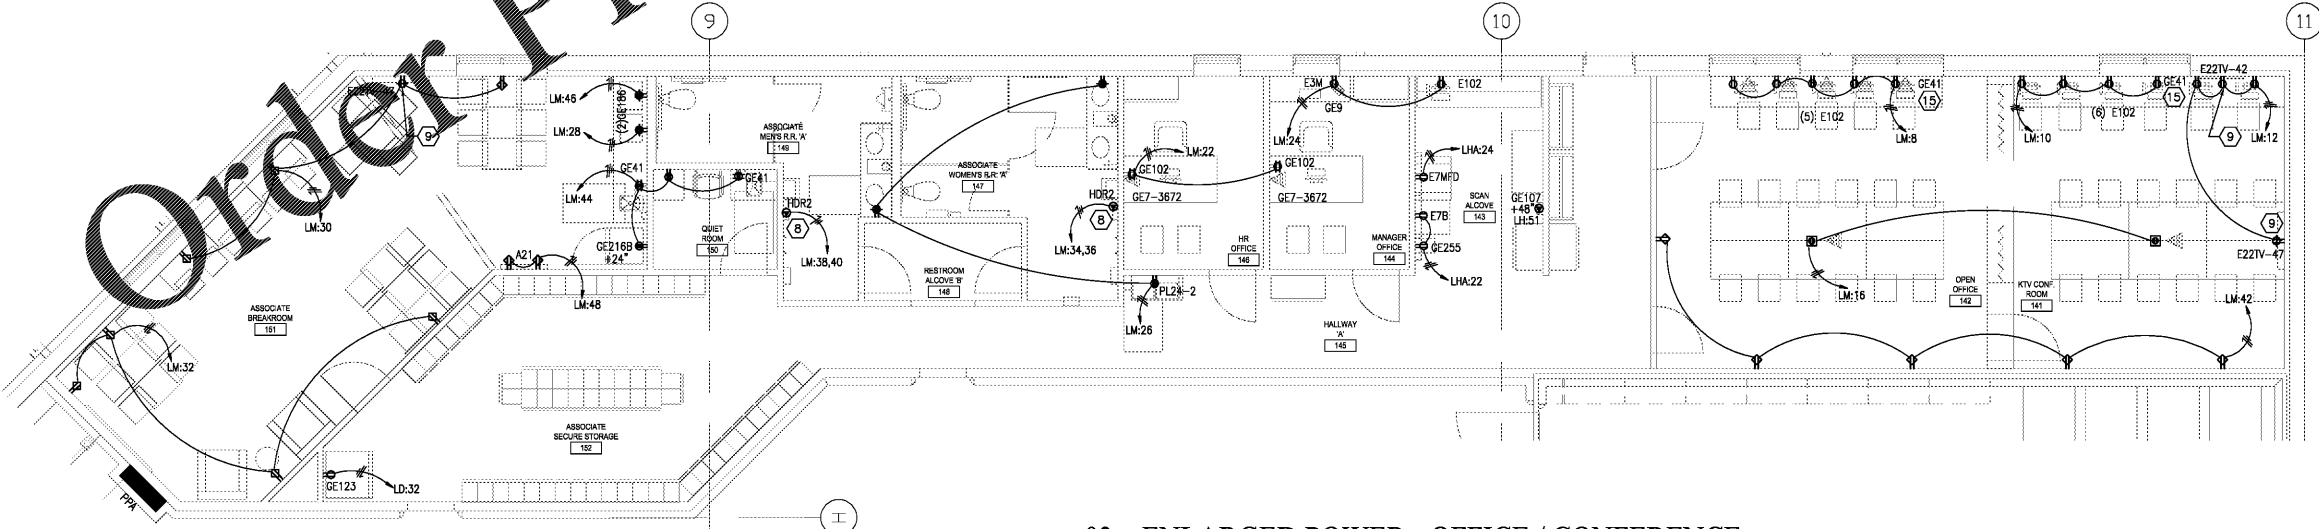 Order Pr
9
10
11
E22TV-47
LM:46
LM:28
(2)GE186
9
GE41
LM:44
GE41
ASSOCIATE
MEN'S R.R. 'A'
149
ASSOCIATE
WOMEN'S R.R. 'A'
147
E3M
GE9
LM:24
E102
LM:22
GE102
GE102
GE7-3672
GE7-3672
LHA:24
E7MFD
E7B
GE255
LHA:22
SCAN
ALCOVE
143
GE107
+48"
LH:51
(5) E102
GE41
15
LM:8
LM:10
(6) E102
GE41
15
E22TV-42
9
LM:12
LM:30
A21
GE216B
+24"
LM:48
QUIET
ROOM
150
HDR2
8
LM:38,40
HDR2
8
LM:34,36
RESTROOM
ALCOVE 'B'
148
HR
OFFICE
146
MANAGER
OFFICE
144
9
E22TV-47
PL24-2
LM:26
LM:16
OPEN
OFFICE
142
KTV CONF.
ROOM
141
LM:42
ASSOCIATE
BREAKROOM
151
HALLWAY
'A'
145
LM:32
ASSOCIATE
SECURE STORAGE
152
GE123
LD:32
PPA
H